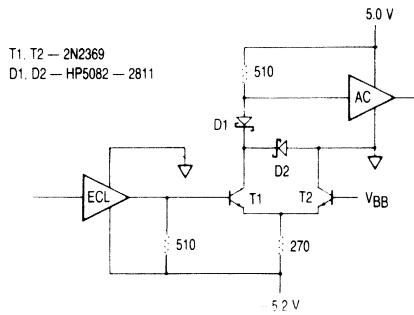 5.0 V
T1, T2 — 2N2369
D1, D2 — HP5082 — 2811
510
AC
D1
D2
ECL
T1
T2
VBB
510
270
- 5.2 V